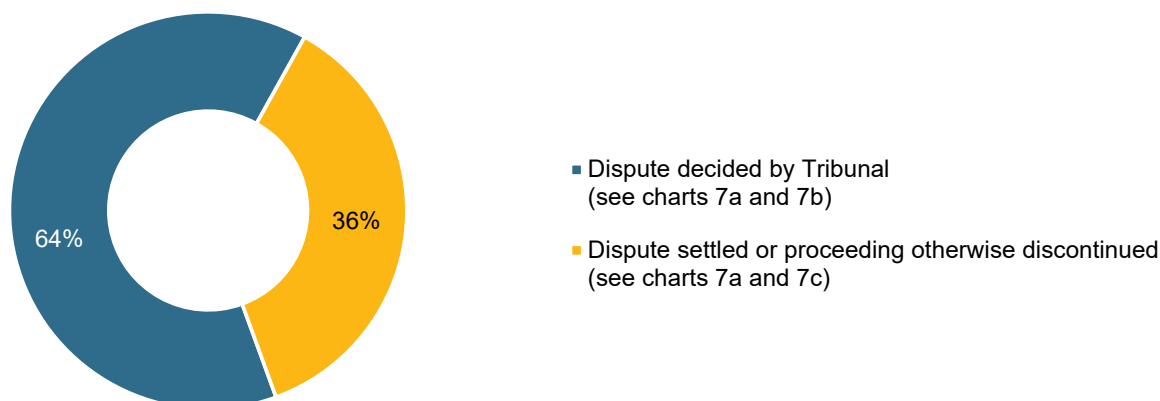 64%
36%
Dispute decided by Tribunal
(see charts 7a and 7b)
Dispute settled or proceeding otherwise discontinued
(see charts 7a and 7c)